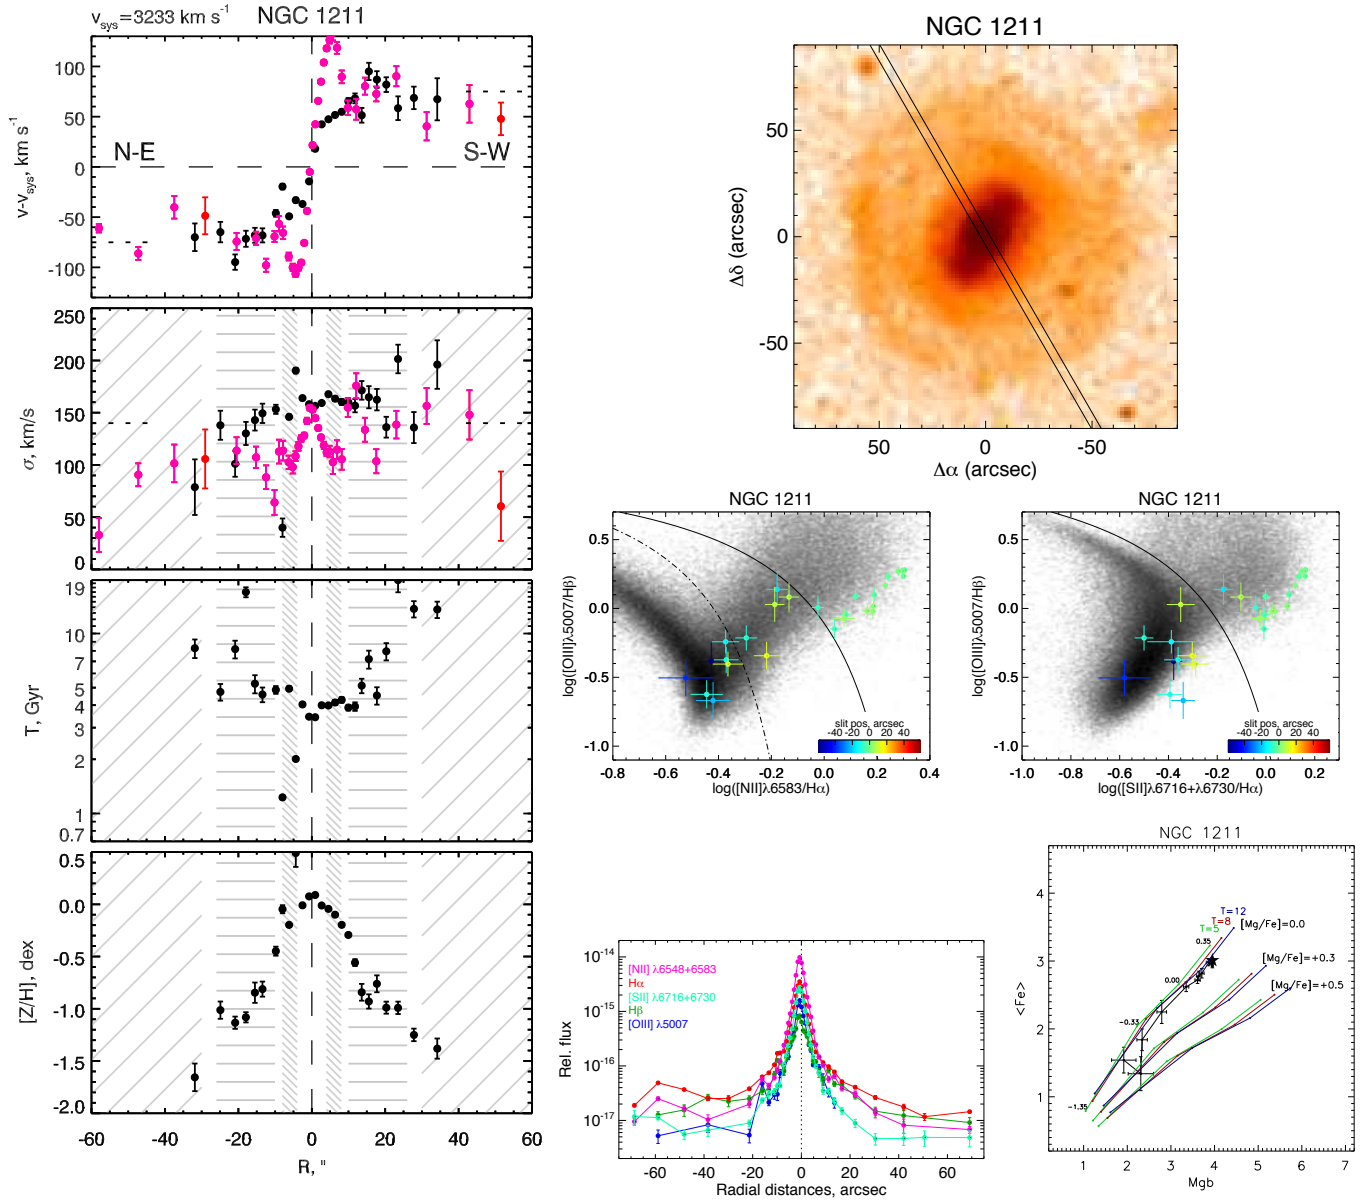 v_sys=3233 km s⁻¹ NGC 1211
v-v_sys, km s⁻¹
100
50
0
-50
-100
N-E
S-W
σ, km/s
250
200
150
100
50
0
T, Gyr
19
10
7
5
4
3
2
1
0.7
[Z/H], dex
0.5
0.0
-0.5
-1.0
-1.5
-2.0
-60 -40 -20 0 20 40 60
R, "
NGC 1211
Δδ (arcsec)
50
0
-50
50 0 -50
Δα (arcsec)
NGC 1211
log([OIII]λ5007/Hβ)
0.5
0.0
-0.5
-1.0
slit pos, arcsec
-40 -20 0 20 40
-0.8 -0.6 -0.4 -0.2 0.0 0.2 0.4
log([NII]λ6583/Hα)
NGC 1211
log([OIII]λ5007/Hβ)
0.5
0.0
-0.5
-1.0
slit pos, arcsec
-40 -20 0 20 40
-1.0 -0.8 -0.6 -0.4 -0.2 0.0 0.2
log([SII]λ6716+λ6730/Hα)
Rel. flux
10⁻¹⁴
10⁻¹⁵
10⁻¹⁶
10⁻¹⁷
[NII] λ6548+6583
Hα
[SII] λ6716+6730
Hβ
[OIII] λ5007
-60 -40 -20 0 20 40 60
Radial distances, arcsec
NGC 1211
<Fe>
4
3
2
1
T=12
T=8
T=5
[Mg/Fe]=0.0
[Mg/Fe]=+0.3
[Mg/Fe]=+0.5
0.35
0.00
-0.33
-1.35
1 2 3 4 5 6 7
Mgb